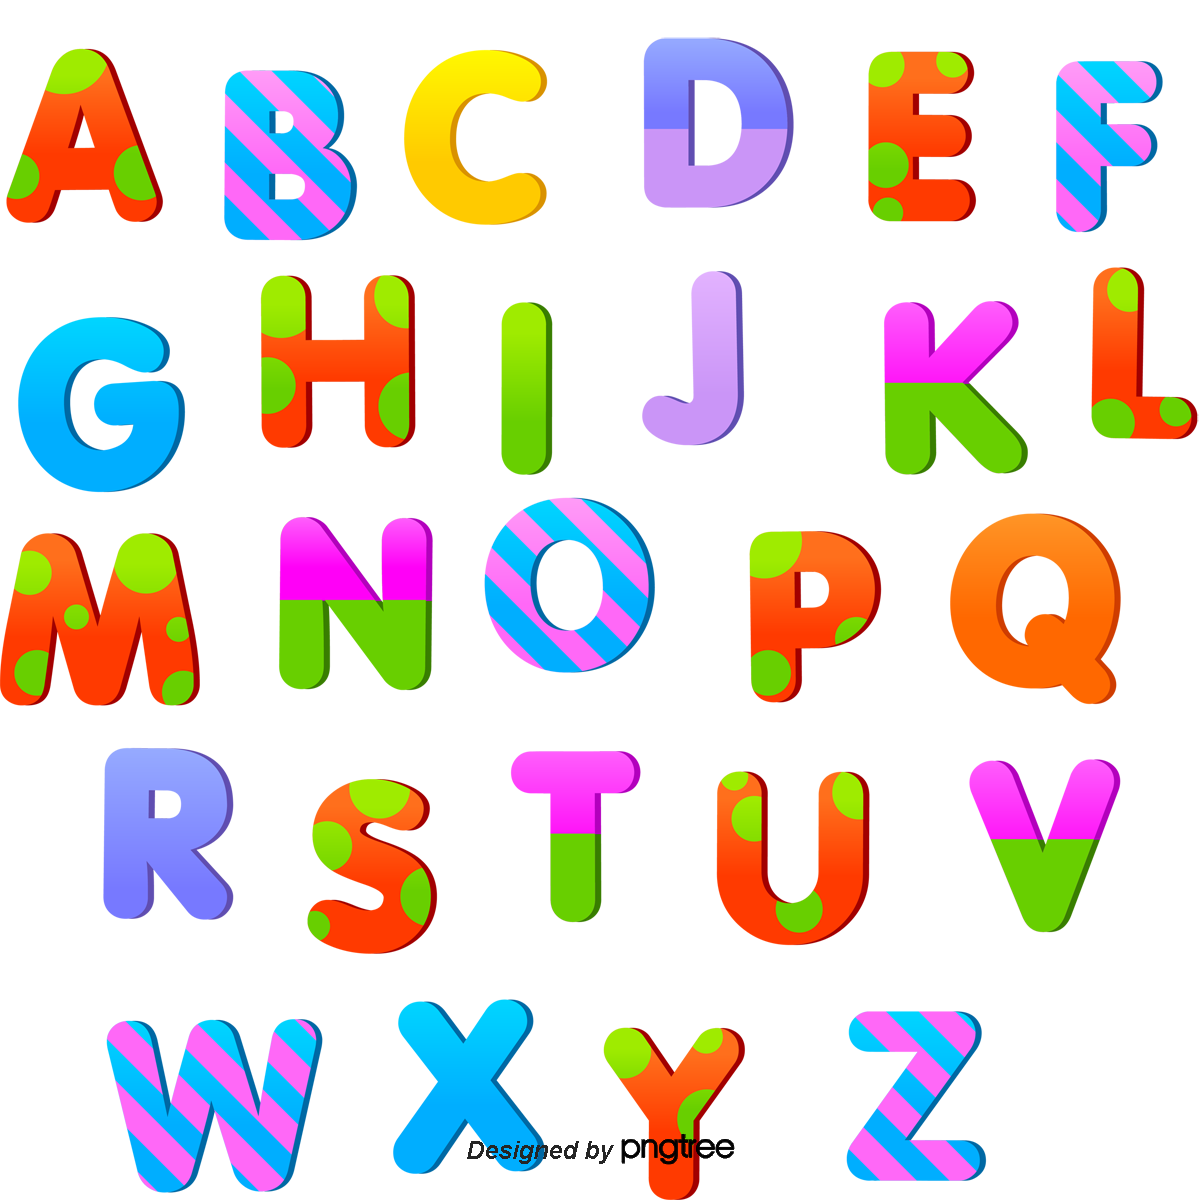 A B C D E F
G H I J K L
M N O P Q
R S T U V
W X Y Z
Designed by pngtree